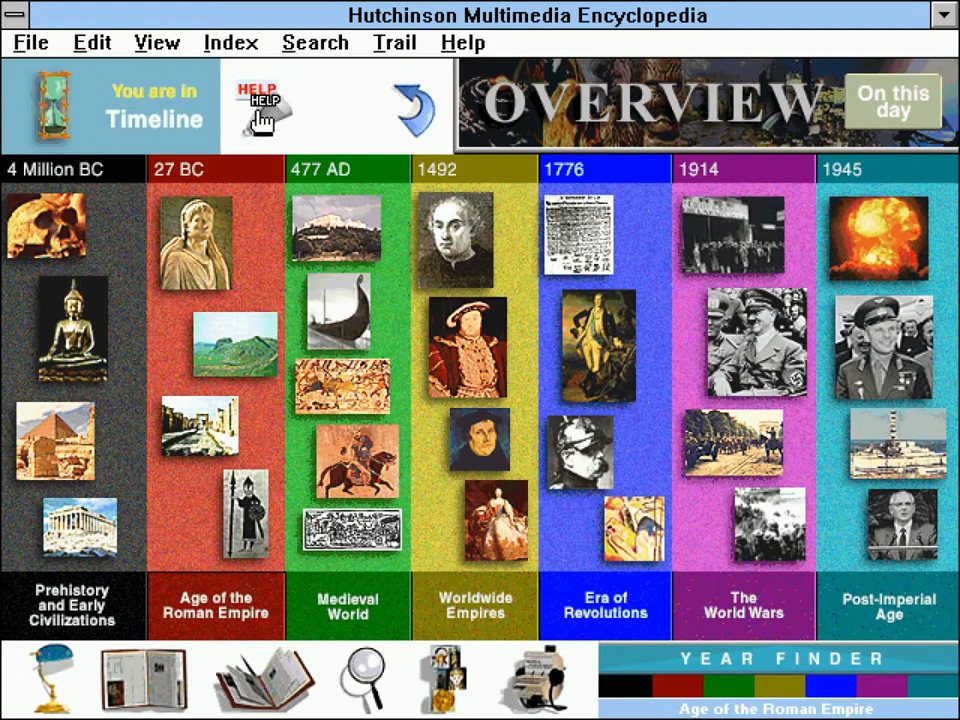 Hutchinson Multimedia Encyclopedia
File Edit View Index Search Trail Help
You are in
Timeline
HELP
HELP
OVERVIEW
On this
day
4 Million BC
27 BC
477 AD
1492
1776
1914
1945
Prehistory
and Early
Civilizations
Age of the
Roman Empire
Medieval
World
Worldwide
Empires
Era of
Revolutions
The
World Wars
Post-Imperial
Age
YEAR FINDER
Age of the Roman Empire